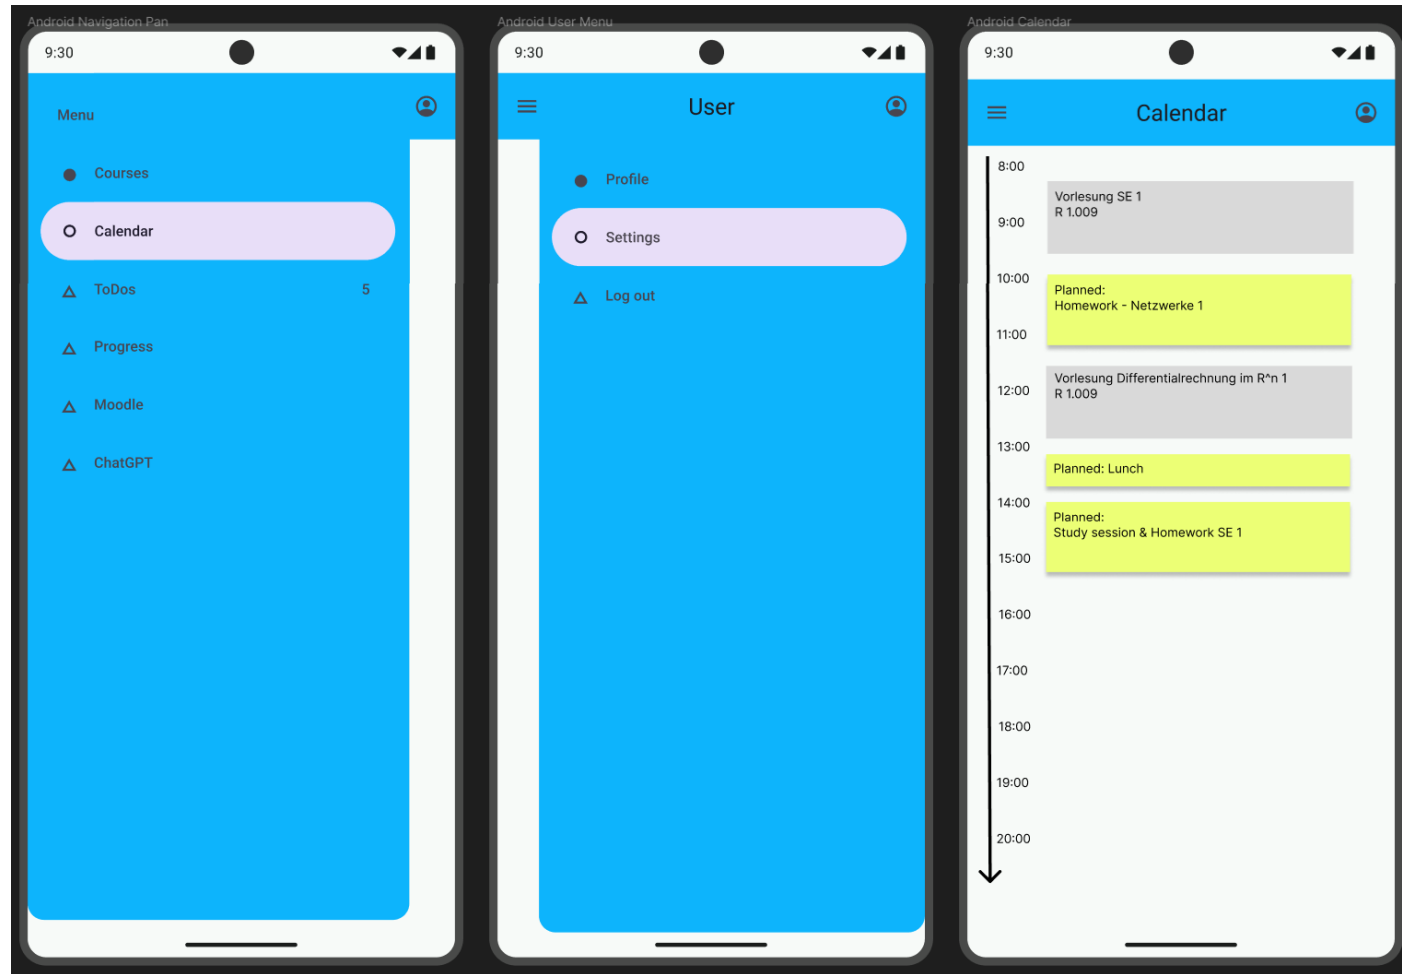 Android Navigation Pan
9:30
Menu
Courses
Calendar
ToDos 5
Progress
Moodle
ChatGPT
Android User Menu
9:30
User
Profile
Settings
Log out
Android Calendar
9:30
Calendar
8:00
Vorlesung SE 1
R 1.009
9:00
10:00
Planned:
Homework - Netzwerke 1
11:00
Vorlesung Differentialrechnung im R^n 1
R 1.009
12:00
13:00
Planned: Lunch
14:00
Planned:
Study session & Homework SE 1
15:00
16:00
17:00
18:00
19:00
20:00